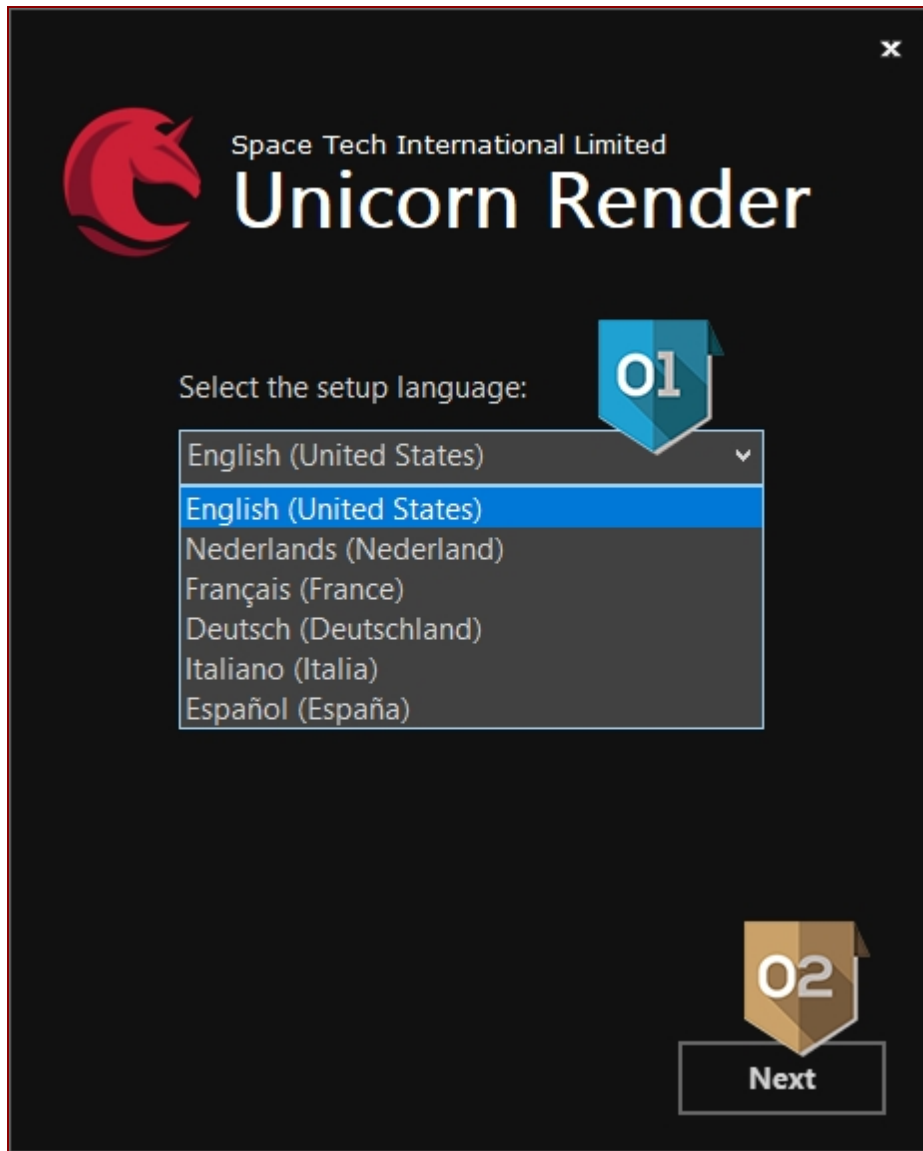 x
Space Tech International Limited
Unicorn Render
01
Select the setup language:
English (United States)
English (United States)
Nederlands (Nederland)
Français (France)
Deutsch (Deutschland)
Italiano (Italia)
Español (España)
02
Next